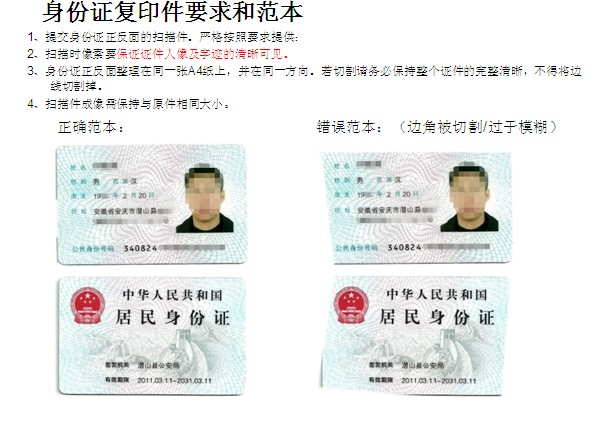 身份证复印件要求和范本
1、提交身份证正反面的扫描件。严格按照要求提供:
2、扫描时像素要保证证件人像及字迹的清晰可见。
3、身份证正反面整理在同一张A4纸上，并在同一方向。若切割请务必保持整个证件的完整清晰，不得将边
线切割掉。
4、扫描件成像需保持与原件相同大小。
正确范本：
错误范本：（边角被切割/过于模糊）
姓名
性别 男 民族 汉
出生 19 年 2 月 20 日
住址 安徽省安庆市潜山县
公民身份号码 340824
中华人民共和国
居民身份证
签发机关 潜山县公安局
有效期限 2011.03.11-2031.03.11
姓名
性别 男 民族 汉
出生 19 年 2 月 20 日
住址 安徽省安庆市潜山县
公民身份号码 340824
中华人民共和国
居民身份证
签发机关 潜山县公安局
有效期限 2011.03.11-2031.03.11